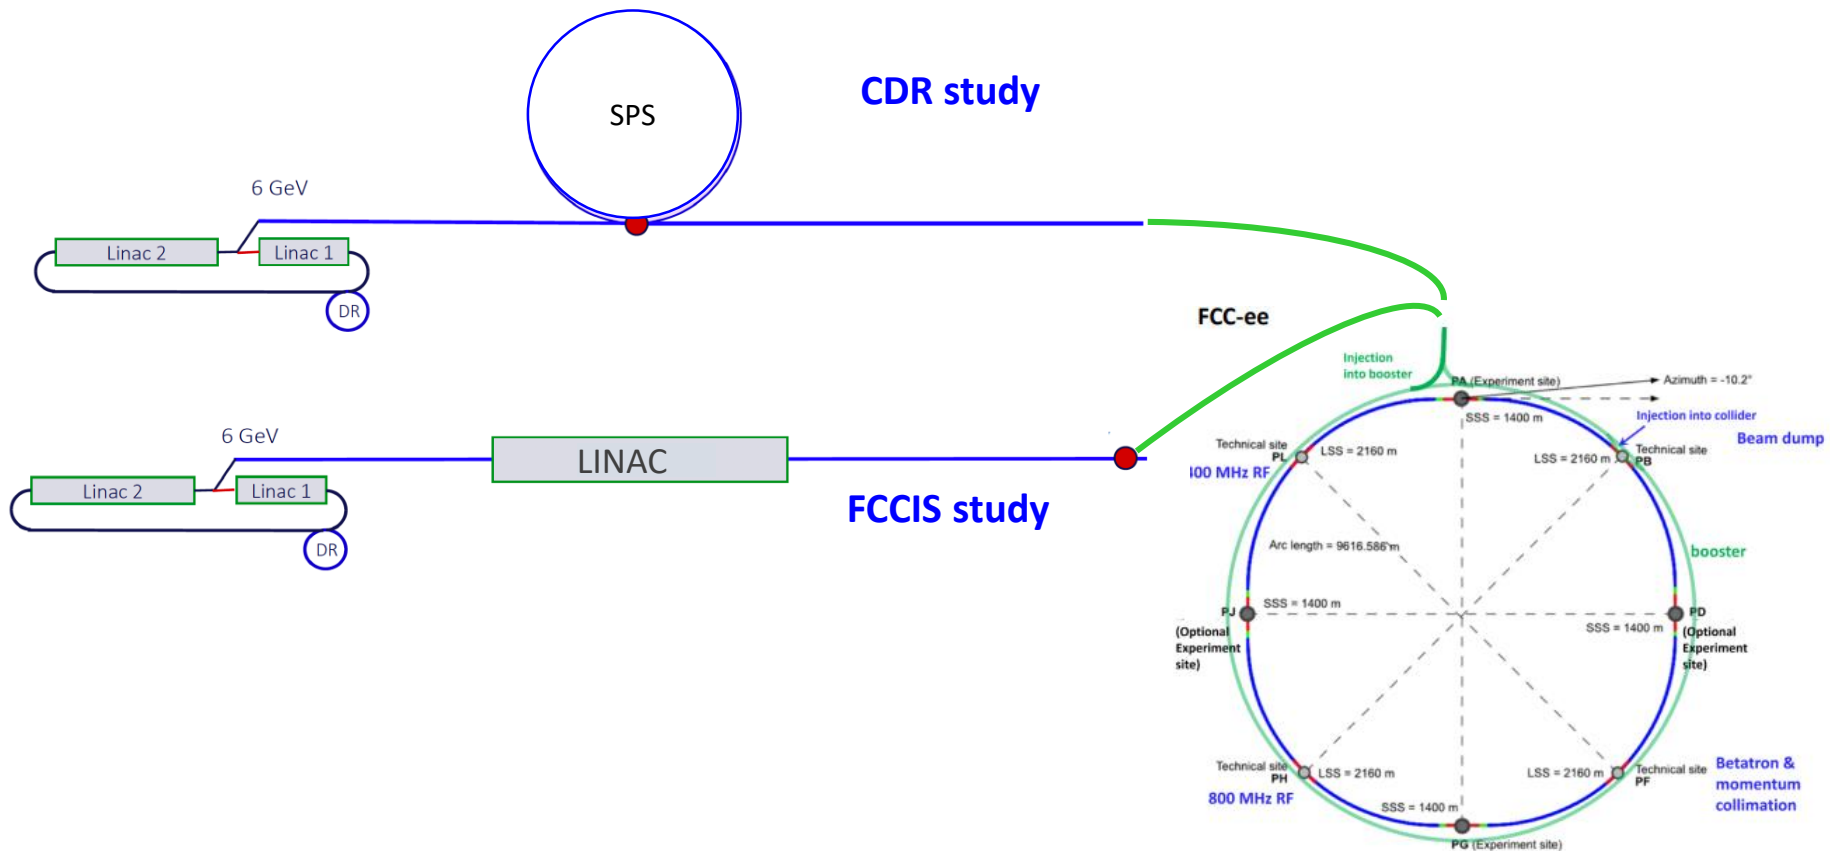 SPS
CDR study
6 GeV
Linac 2
Linac 1
DR
FCC-ee
Injection
into booster
PA (Experiment site)
Azimuth = -10.2°
SSS = 1400 m
Injection into collider
Beam dump
Technical site
PL
LSS = 2160 m
LSS = 2160 m
Technical site
PB
400 MHz RF
6 GeV
LINAC
Linac 2
Linac 1
DR
FCCIS study
Arc length = 9616.586 m
booster
PJ
SSS = 1400 m
(Optional
Experiment
site)
PD
SSS = 1400 m
(Optional
Experiment
site)
Technical site
PH
LSS = 2160 m
800 MHz RF
LSS = 2160 m
Technical site
PF
Betatron &
momentum
collimation
SSS = 1400 m
PG (Experiment site)